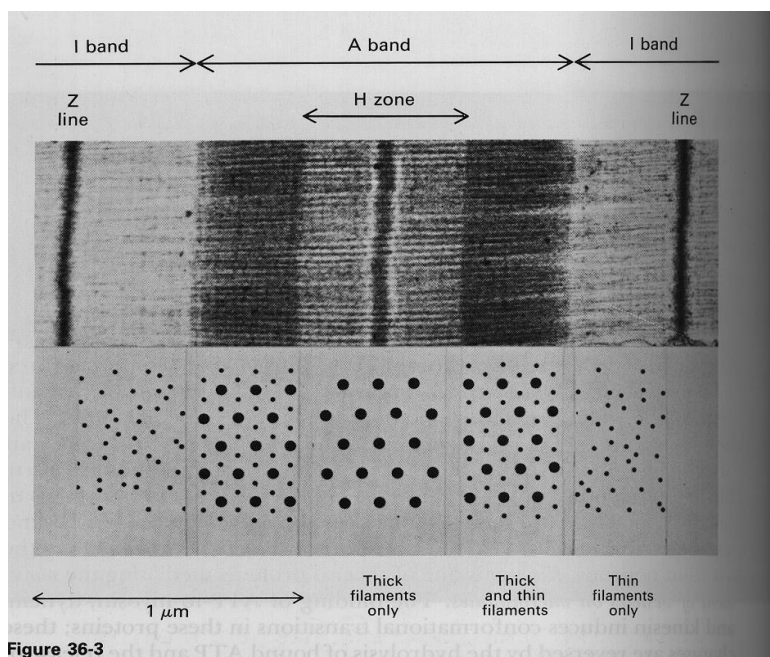 I band
A band
I band
Z
line
H zone
Z
line
1 µm
Thick
filaments
only
Thick
and thin
filaments
Thin
filaments
only
Figure 36-3